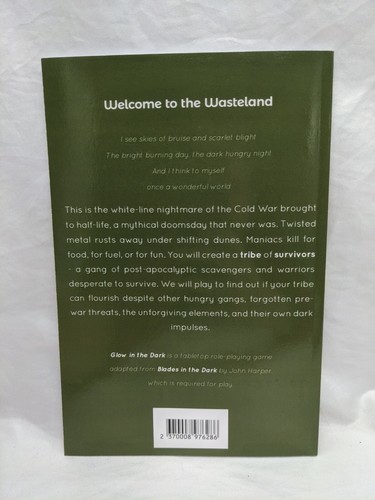 Welcome to the Wasteland
I see skies of bruise and scarlet blight
The bright burning day, the dark hungry night
And I think to myself
once a wonderful world
This is the white-line nightmare of the Cold War brought
to half-life, a mythical doomsday that never was. Twisted
metal rusts away under shifting dunes. Maniacs kill for
food, for fuel, or for fun. You will create a tribe of survivors
- a gang of post-apocalyptic scavengers and warriors
desperate to survive. We will play to find out if your tribe
can flourish despite other hungry gangs, forgotten pre-
war threats, the unforgiving elements, and their own dark
impulses.
Glow in the Dark is a tabletop role-playing game
adapted from Blades in the Dark by John Harper,
which is required for play.
2 370008 976286